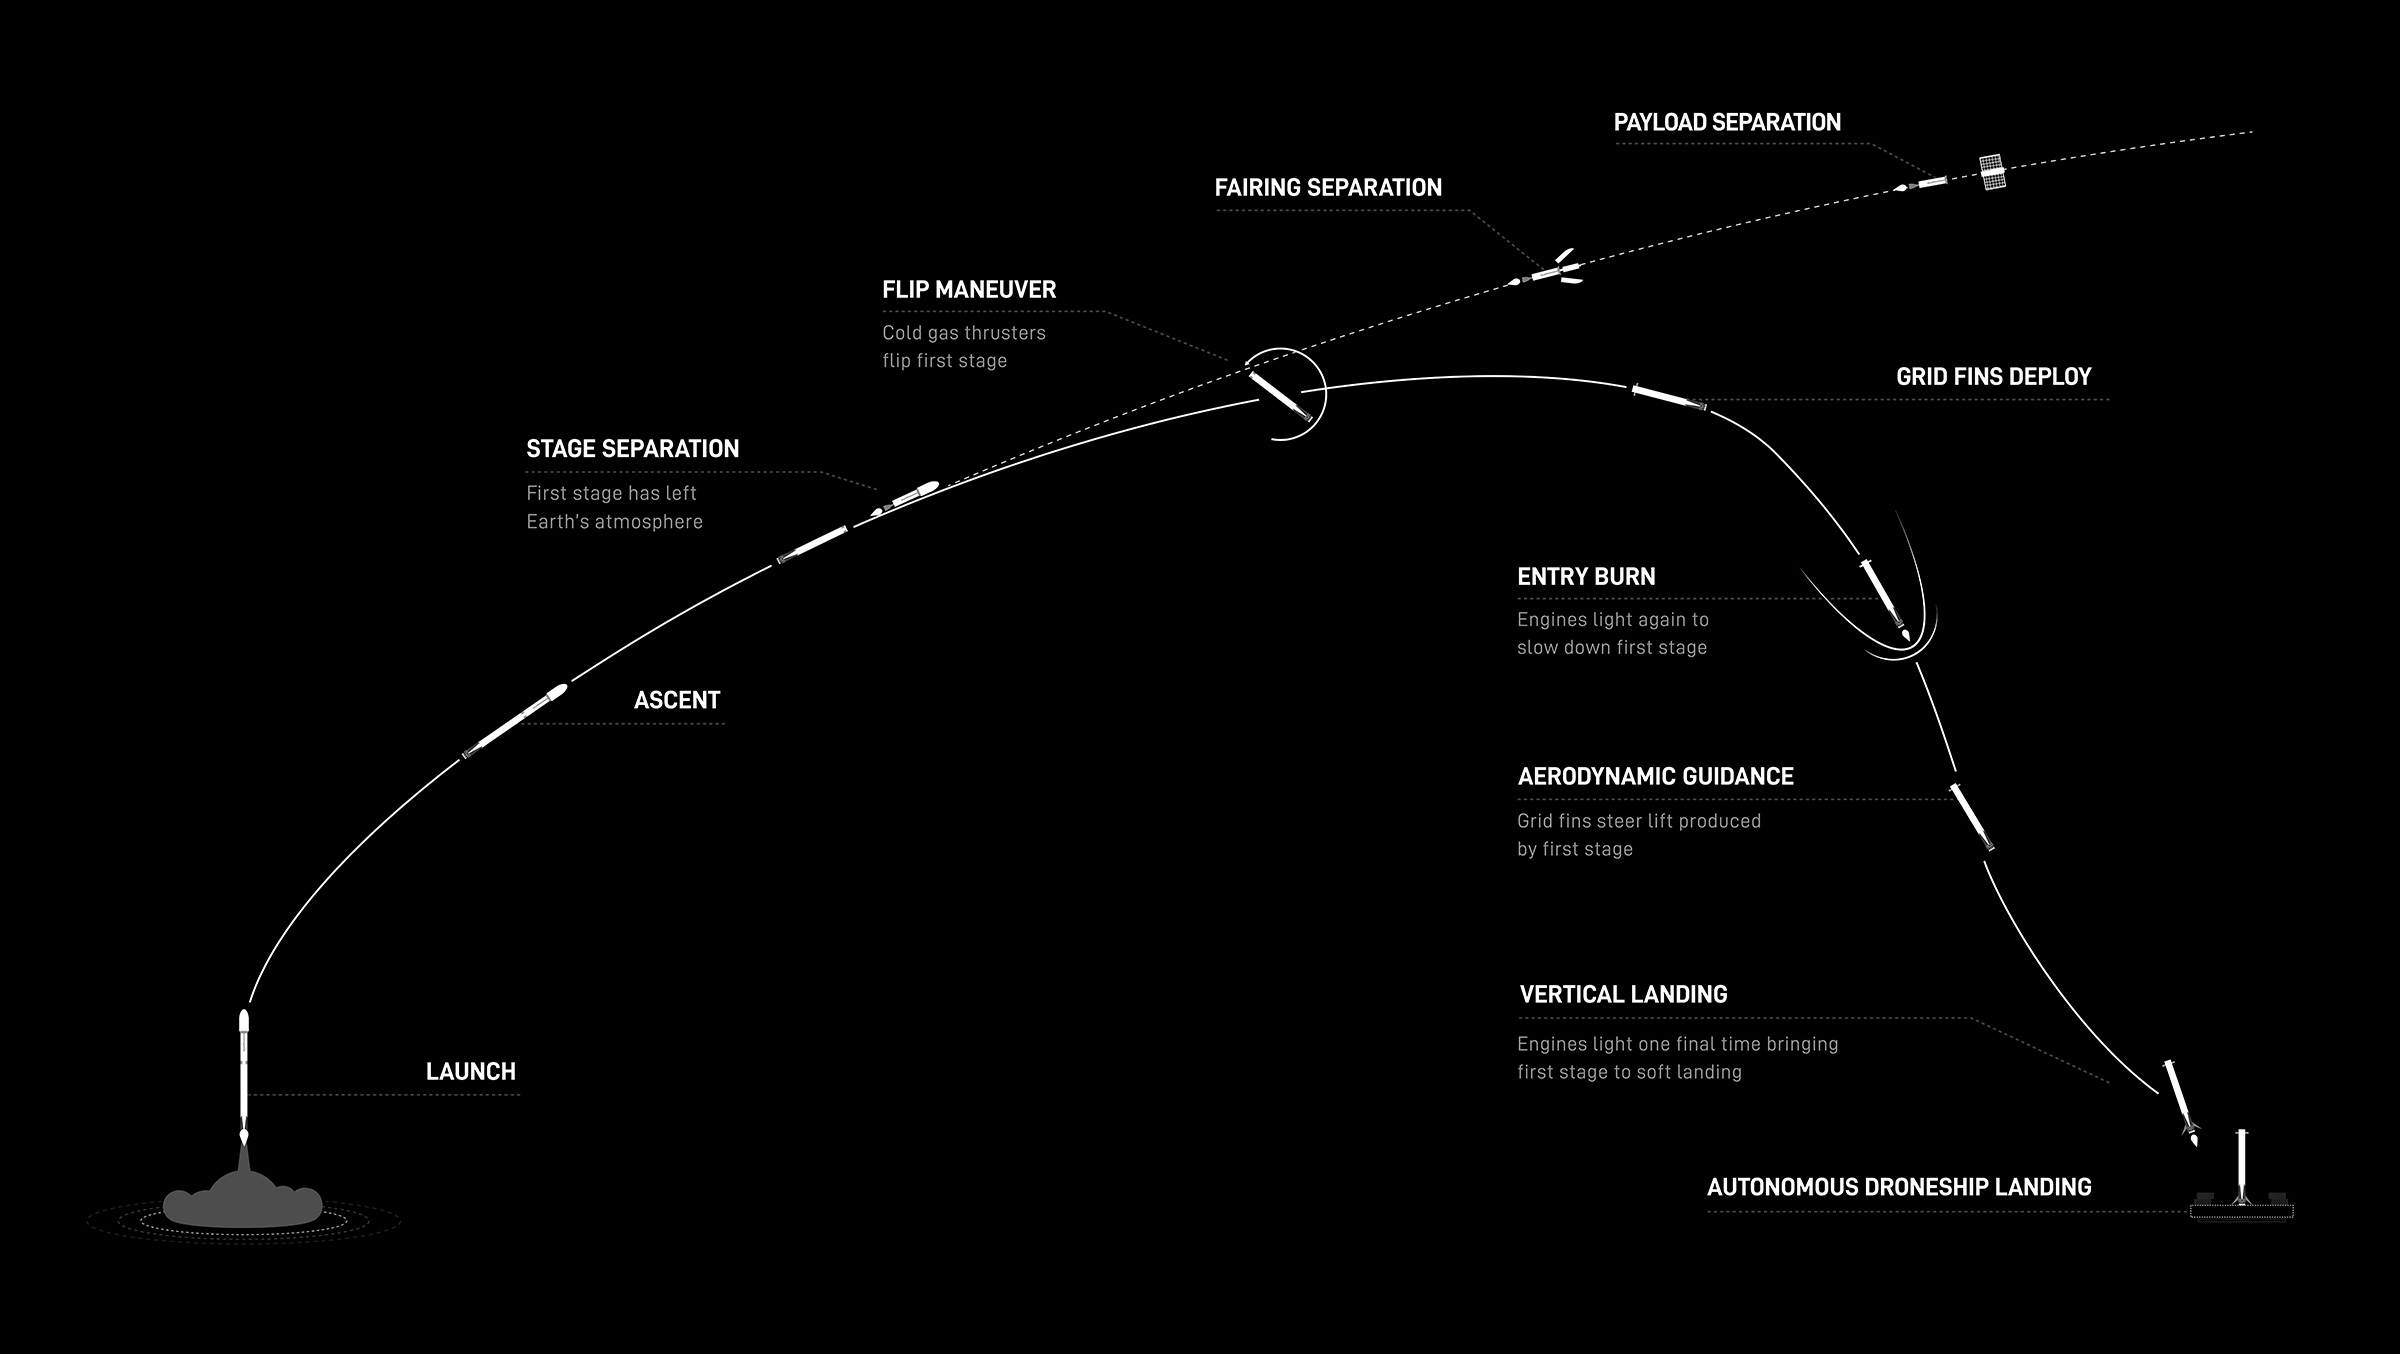 PAYLOAD SEPARATION
FAIRING SEPARATION
FLIP MANEUVER
Cold gas thrusters
flip first stage
GRID FINS DEPLOY
STAGE SEPARATION
First stage has left
Earth's atmosphere
ENTRY BURN
Engines light again to
slow down first stage
ASCENT
AERODYNAMIC GUIDANCE
Grid fins steer lift produced
by first stage
VERTICAL LANDING
Engines light one final time bringing
first stage to soft landing
LAUNCH
AUTONOMOUS DRONESHIP LANDING